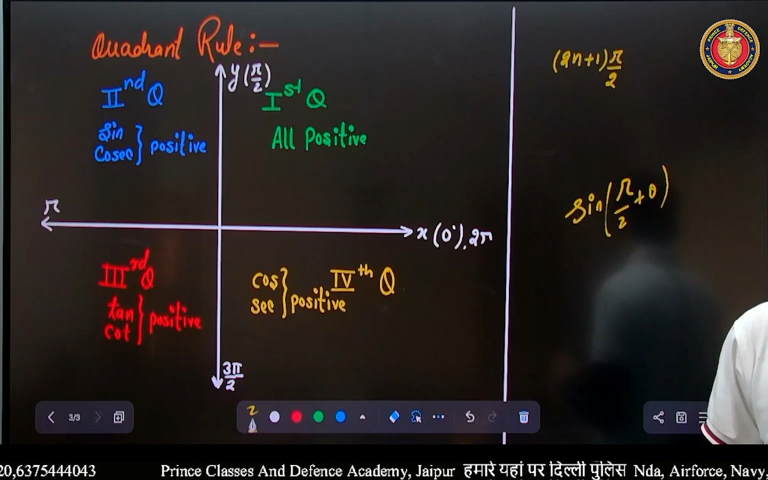 Quadrant Rule:-
y(π/2)
IInd Q
Sin
Cosec } positive
Ist Q
All Positive
π
x(0°), 2π
IIIrd Q
tan
cot } positive
IVth Q
cos
sec } positive
3π/2
(2n+1)π/2
sin(π/2+θ)
3/3
20,6375444043 Prince Classes And Defence Academy, Jaipur हमारे यहां पर दिल्ली पुलिस Nda, Airforce, Navy,